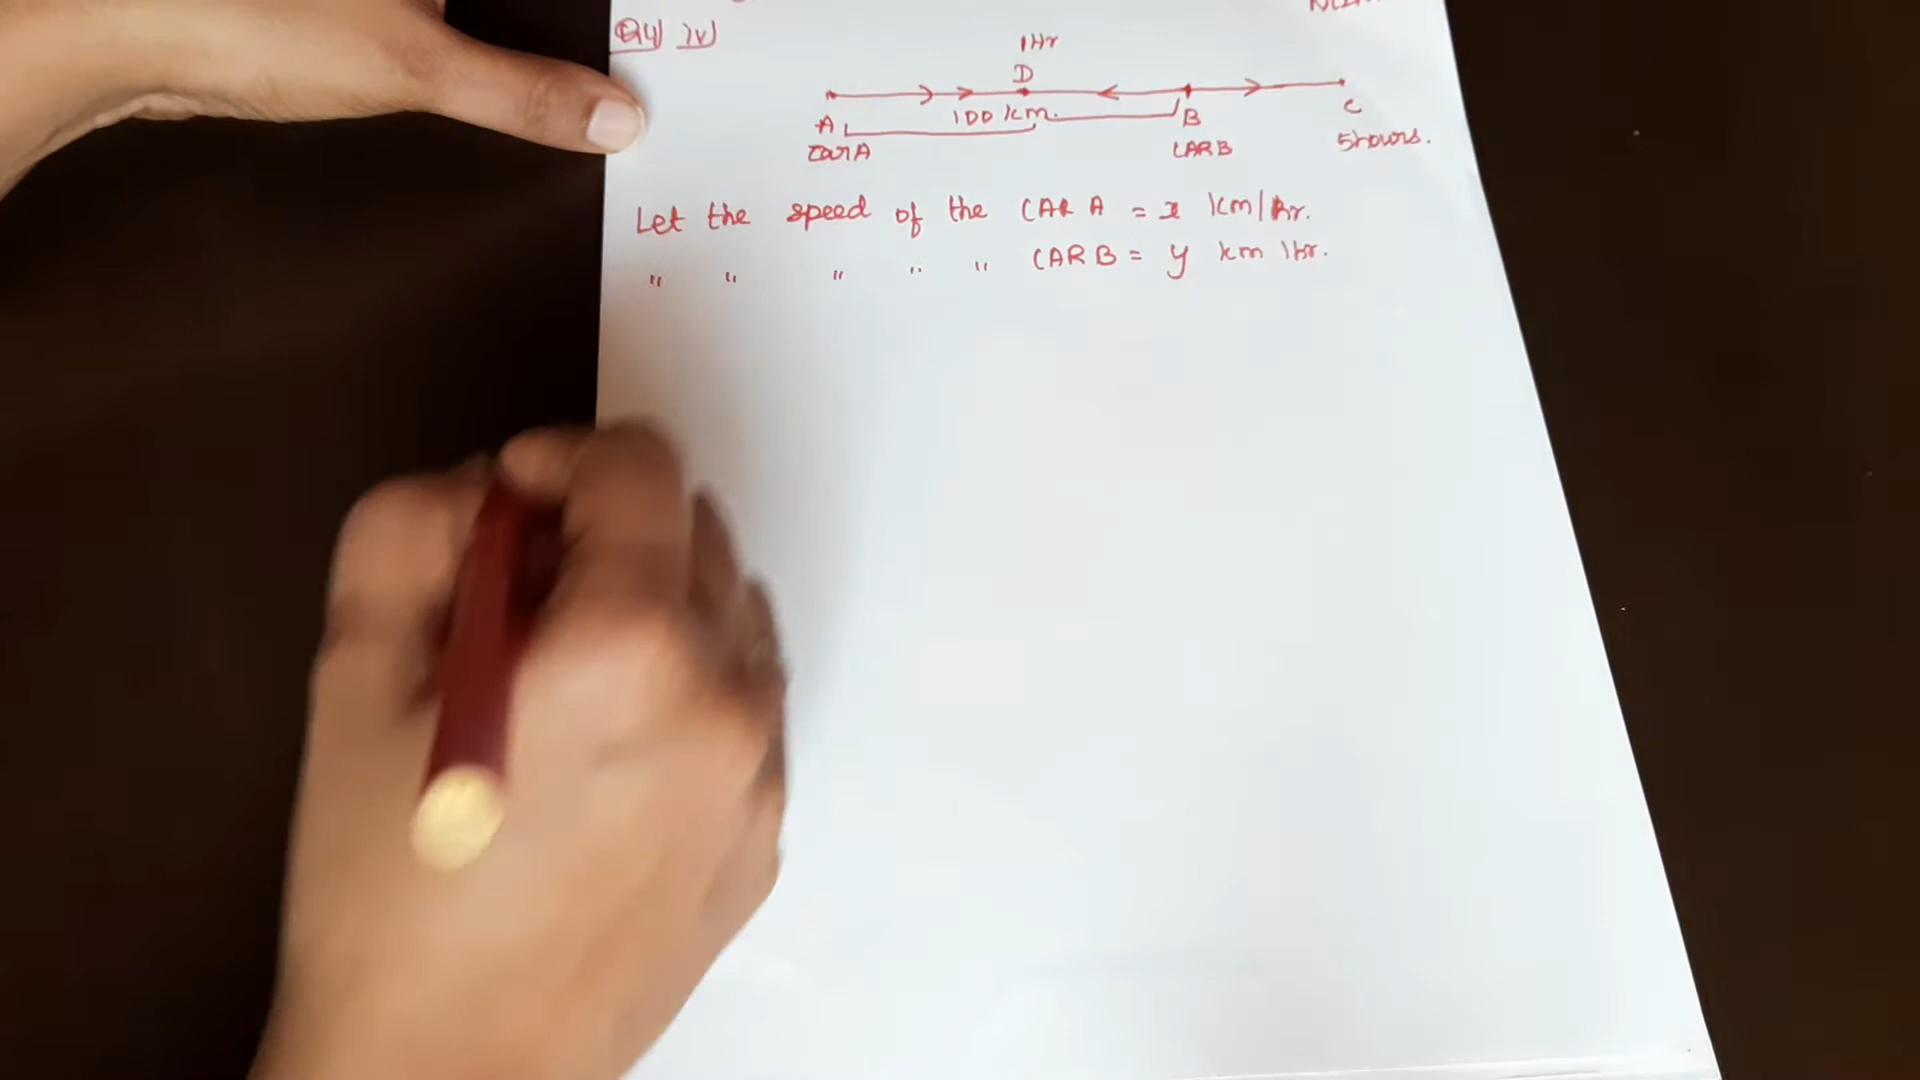 Q4) iv)
1Hr
D
100 km.
A B C
Car A CAR B 5hours.
Let the speed of the CAR A = x km/hr.
" " " " " CAR B = y km/hr.